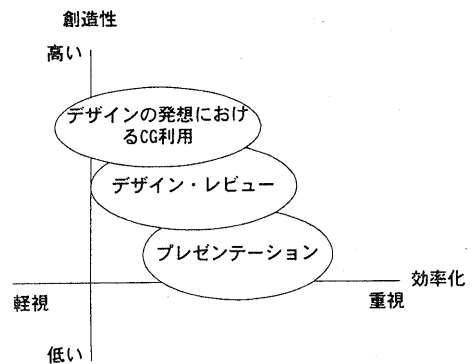 創造性
高い
デザインの発想におけ
るCG利用
デザイン・レビュー
プレゼンテーション
効率化
軽視
重視
低い